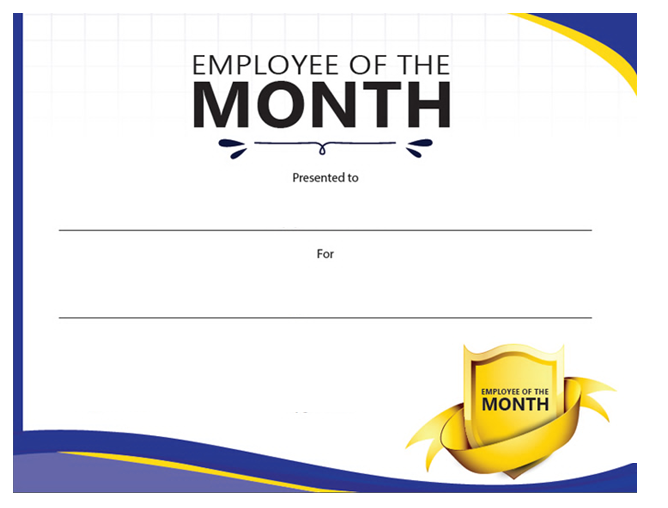 EMPLOYEE OF THE
MONTH
Presented to
For
EMPLOYEE OF THE
MONTH